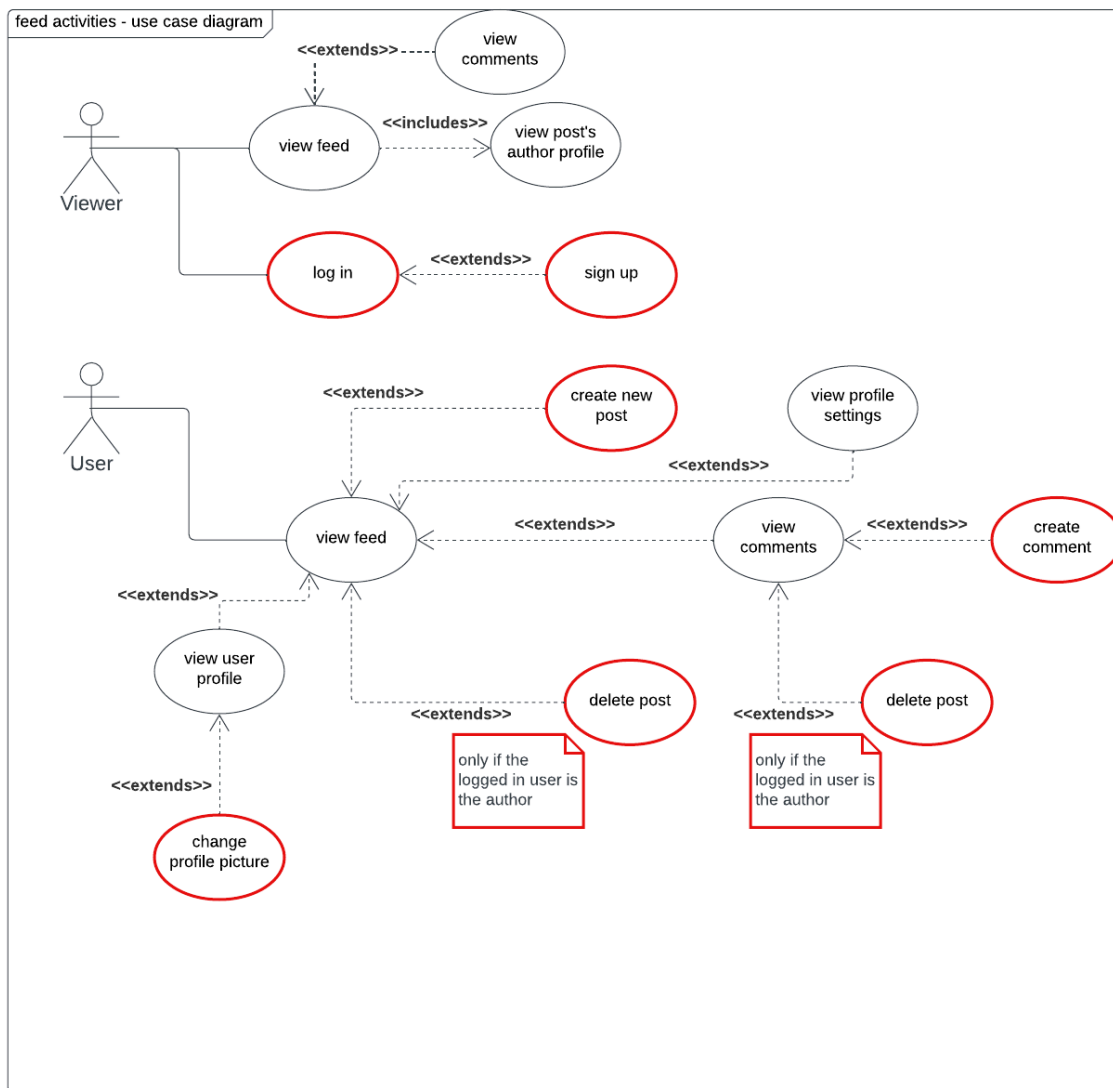 feed activities - use case diagram
<<extends>>
view
comments
<<includes>>
view feed
view post's
author profile
Viewer
<<extends>>
log in
sign up
<<extends>>
create new
post
view profile
settings
User
<<extends>>
<<extends>>
<<extends>>
view feed
view
comments
create
comment
<<extends>>
view user
profile
delete post
delete post
<<extends>>
<<extends>>
only if the
logged in user is
the author
only if the
logged in user is
the author
<<extends>>
change
profile picture